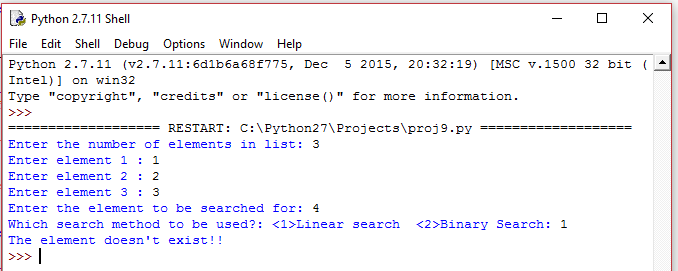 Python 2.7.11 Shell
File Edit Shell Debug Options Window Help
Python 2.7.11 (v2.7.11:6d1b6a68f775, Dec  5 2015, 20:32:19) [MSC v.1500 32 bit (
Intel)] on win32
Type "copyright", "credits" or "license()" for more information.
>>>
=================== RESTART: C:\Python27\Projects\proj9.py ===================
Enter the number of elements in list: 3
Enter element 1 : 1
Enter element 2 : 2
Enter element 3 : 3
Enter the element to be searched for: 4
Which search method to be used?: <1>Linear search  <2>Binary Search: 1
The element doesn't exist!!
>>>